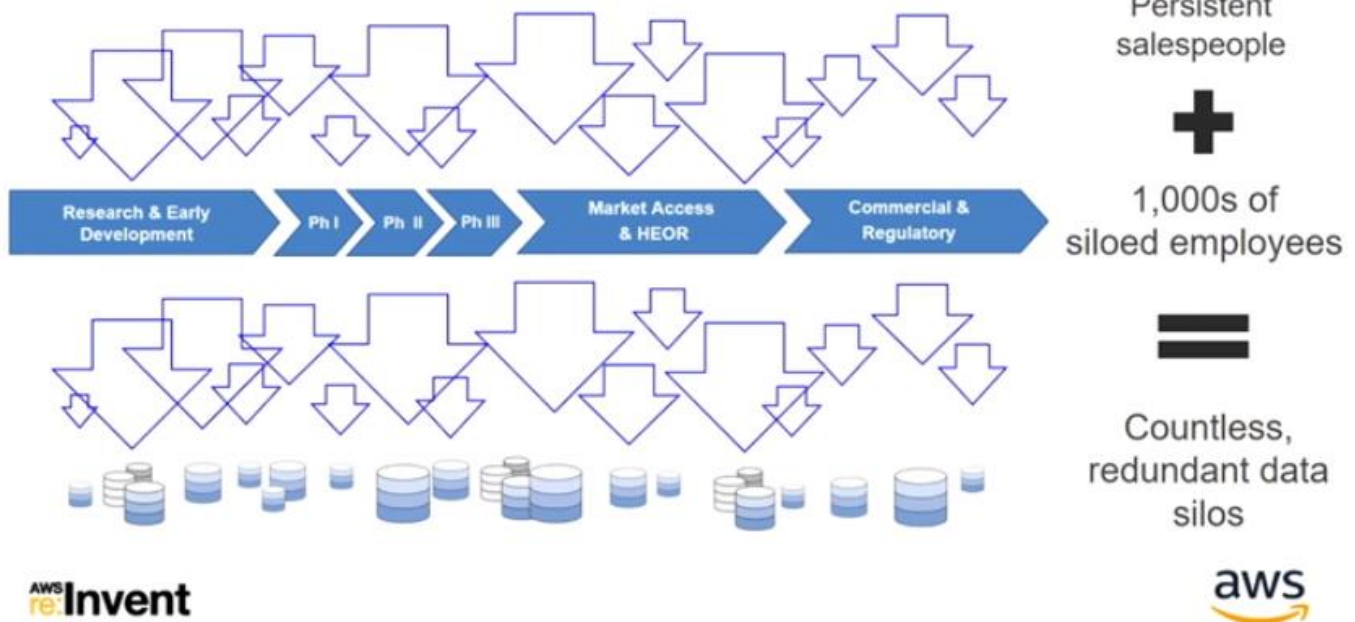 Persistent
salespeople
1,000s of
siloed employees
Countless,
redundant data
silos
Research & Early
Development
Ph I
Ph II
Ph III
Market Access
& HEOR
Commercial &
Regulatory
AWS
re:Invent
aws